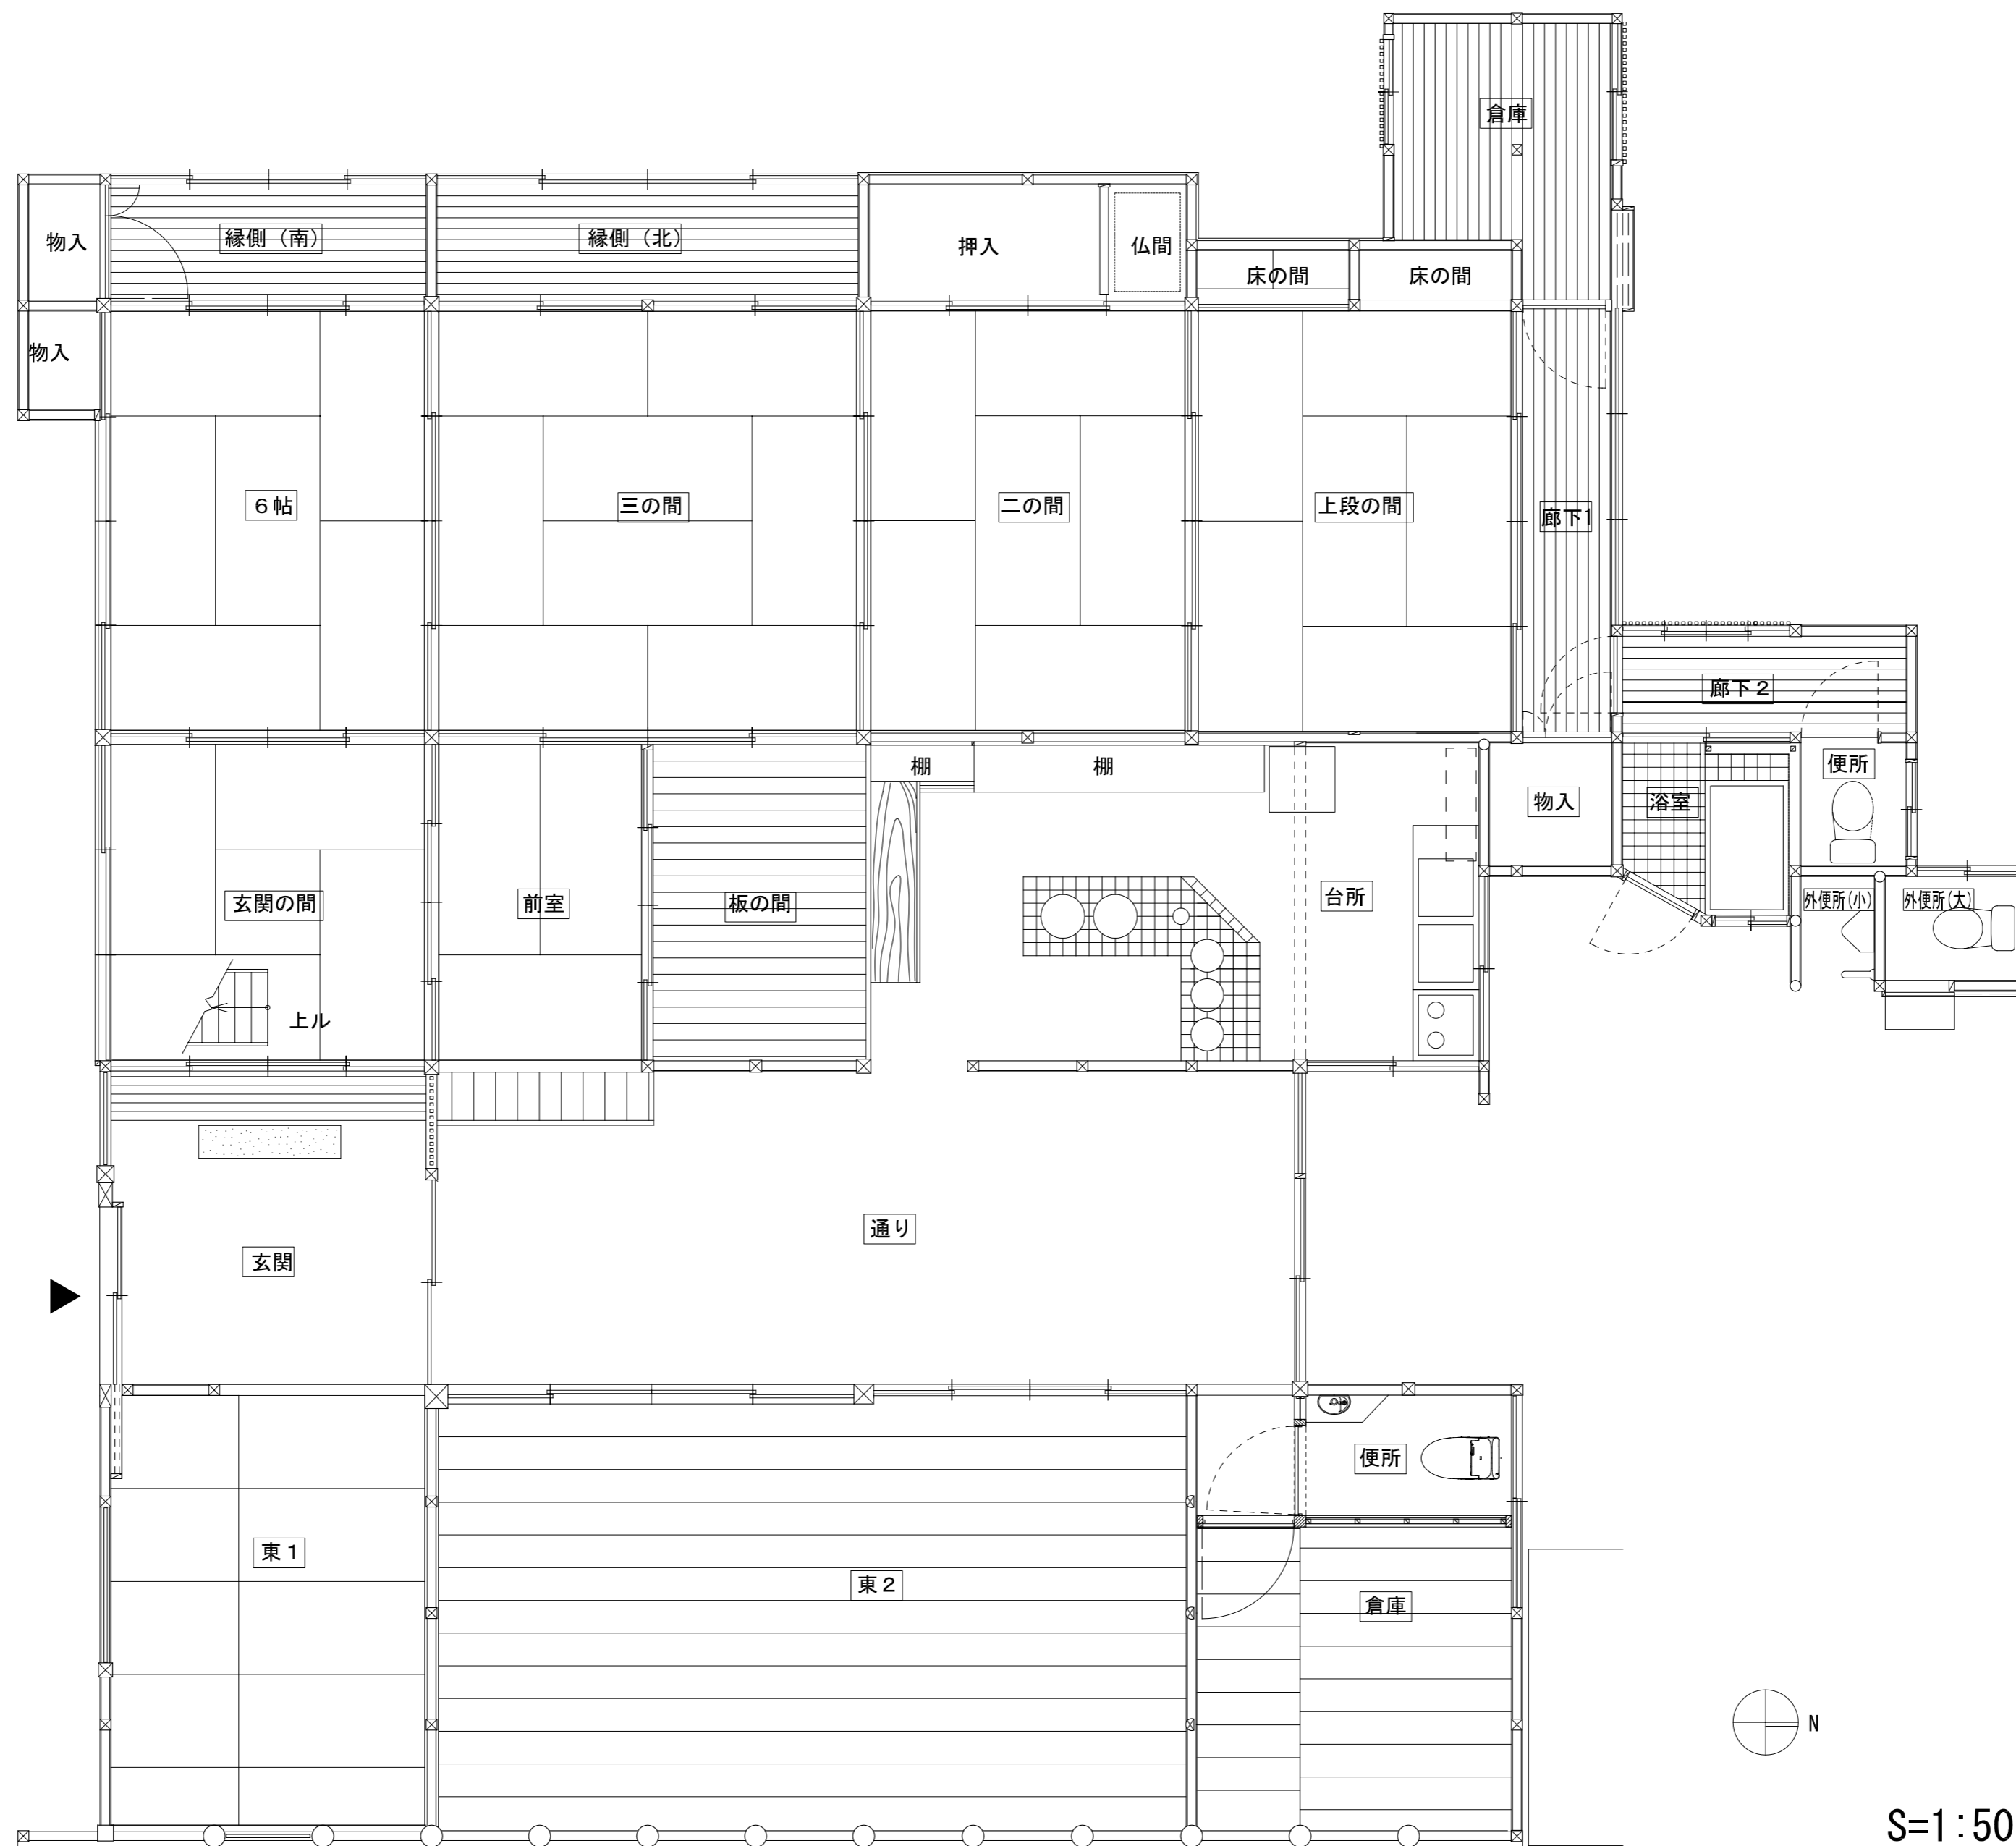 倉庫
物入
縁側（南）
縁側（北）
押入
仏間
床の間
床の間
物入
６帖
三の間
二の間
上段の間
廊下1
廊下２
棚
棚
便所
物入
浴室
玄関の間
前室
板の間
台所
外便所(小)
外便所(大)
上ル
通り
玄関
便所
東１
東２
倉庫
N
S=1:50